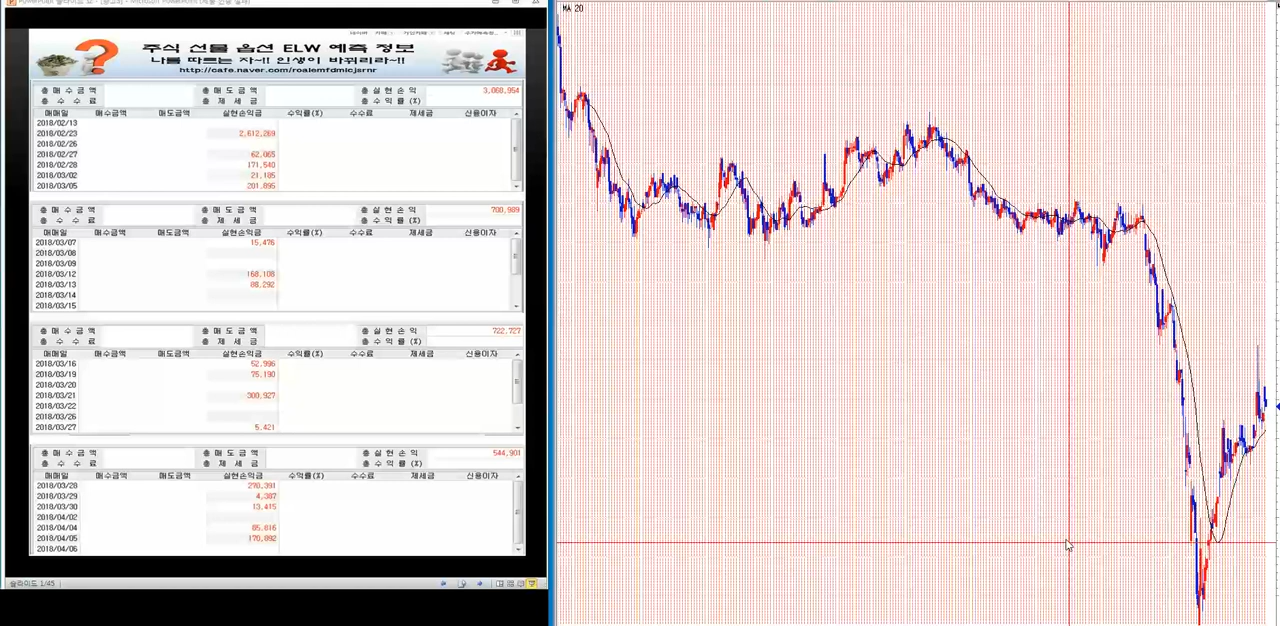 주식 선물 옵션 ELW 예측 정보
나를 따르는 자~!! 인생이 바뀌리라~!!
http://cafe.naver.com/roalemfdmlcjsrnr
총 매 수 금 액 총 매 도 금 액 총 실 현 손 익 3,068,954
총 수 수 료 총 제 세 금 총 수 익 률 (%)
매매일 매수금액 매도금액 실현손익금 수익률(%) 수수료 제세금 신용이자
2018/02/13
2018/02/23 2,612,269
2018/02/26
2018/02/27 62,065
2018/02/28 171,540
2018/03/02 21,185
2018/03/05 201,895
총 매 수 금 액 총 매 도 금 액 총 실 현 손 익 700,989
총 수 수 료 총 제 세 금 총 수 익 률 (%)
매매일 매수금액 매도금액 실현손익금 수익률(%) 수수료 제세금 신용이자
2018/03/07 15,476
2018/03/08
2018/03/09
2018/03/12 168,108
2018/03/13 86,292
2018/03/14
2018/03/15
총 매 수 금 액 총 매 도 금 액 총 실 현 손 익 722,727
총 수 수 료 총 제 세 금 총 수 익 률 (%)
매매일 매수금액 매도금액 실현손익금 수익률(%) 수수료 제세금 신용이자
2018/03/16 52,996
2018/03/19 75,190
2018/03/20
2018/03/21 300,927
2018/03/22
2018/03/26
2018/03/27 5,421
총 매 수 금 액 총 매 도 금 액 총 실 현 손 익 544,901
총 수 수 료 총 제 세 금 총 수 익 률 (%)
매매일 매수금액 매도금액 실현손익금 수익률(%) 수수료 제세금 신용이자
2018/03/28 270,391
2018/03/29 4,387
2018/03/30 13,415
2018/04/02
2018/04/04 85,816
2018/04/05 170,892
2018/04/06
슬라이드 1/45
MA 20